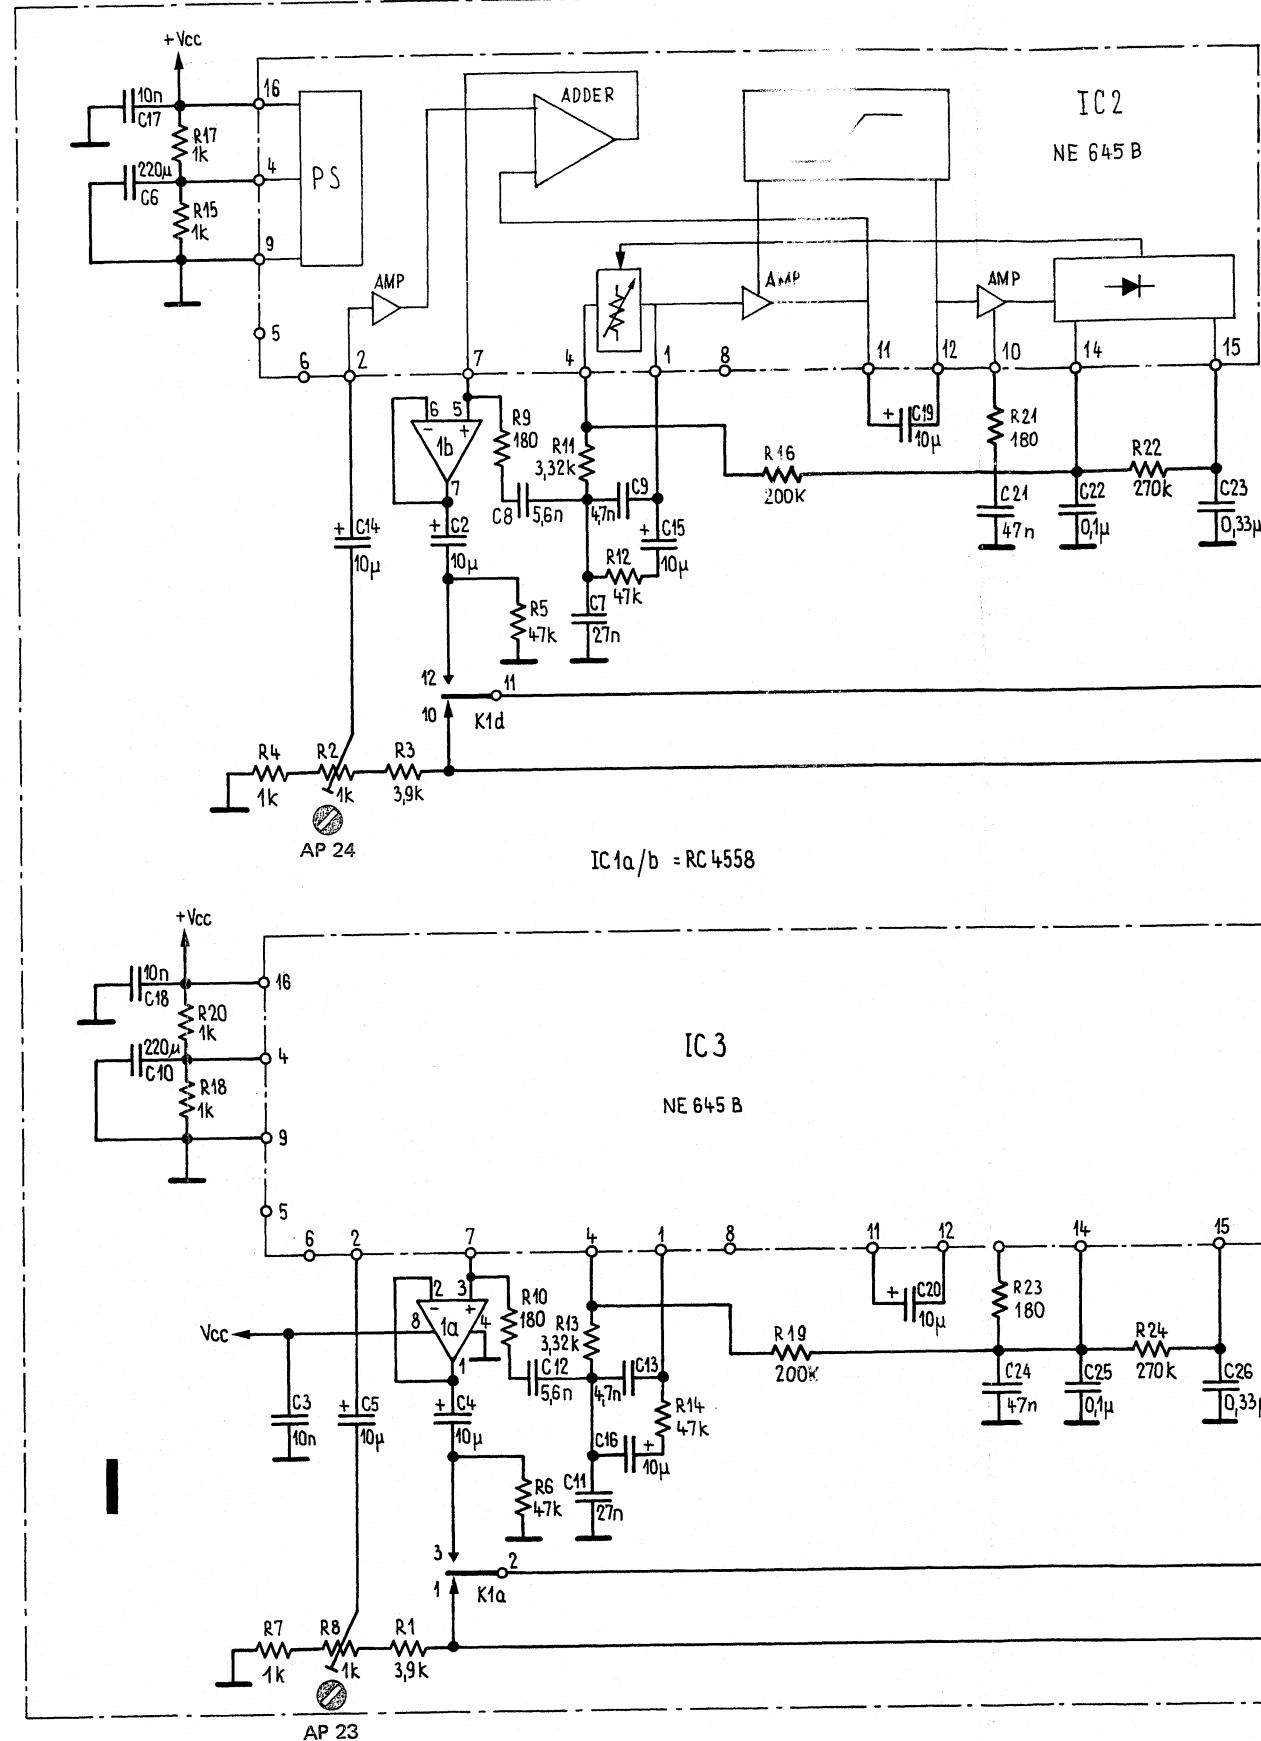 +Vcc
16
10n
C17
R17
1k
220µ
C6
4
R15
1k
9
PS
5
ADDER
IC2
NE 645 B
AMP
AMP
AMP
6
2
7
4
1
8
11
12
10
14
15
6
5
-
+
1b
7
R9
180
R11
3,32k
C8
5,6n
C9
4,7n
R16
200K
+
C19
10µ
R21
180
C21
47n
C22
0,1µ
R22
270k
C23
0,33µ
+
C14
10µ
+
C2
10µ
R12
47k
+
C15
10µ
C7
27n
R5
47k
12
11
10
K1d
R4
1k
R2
1k
R3
3,9k
AP 24
IC1a/b = RC 4558
+Vcc
16
10n
C18
R20
1k
220µ
C10
4
R18
1k
9
5
IC3
NE 645 B
6
2
7
4
1
8
11
12
14
15
Vcc
8
2
3
-
+
1a
4
1
R10
180
R13
3,32k
C12
5,6n
C13
4,7n
R19
200K
+
C20
10µ
R23
180
C24
47n
C25
0,1µ
R24
270k
C26
0,33µ
C3
10n
+
C5
10µ
+
C4
10µ
R14
47k
C16
+
10µ
C11
27n
R6
47k
3
2
1
K1a
R7
1k
R8
1k
R1
3,9k
AP 23